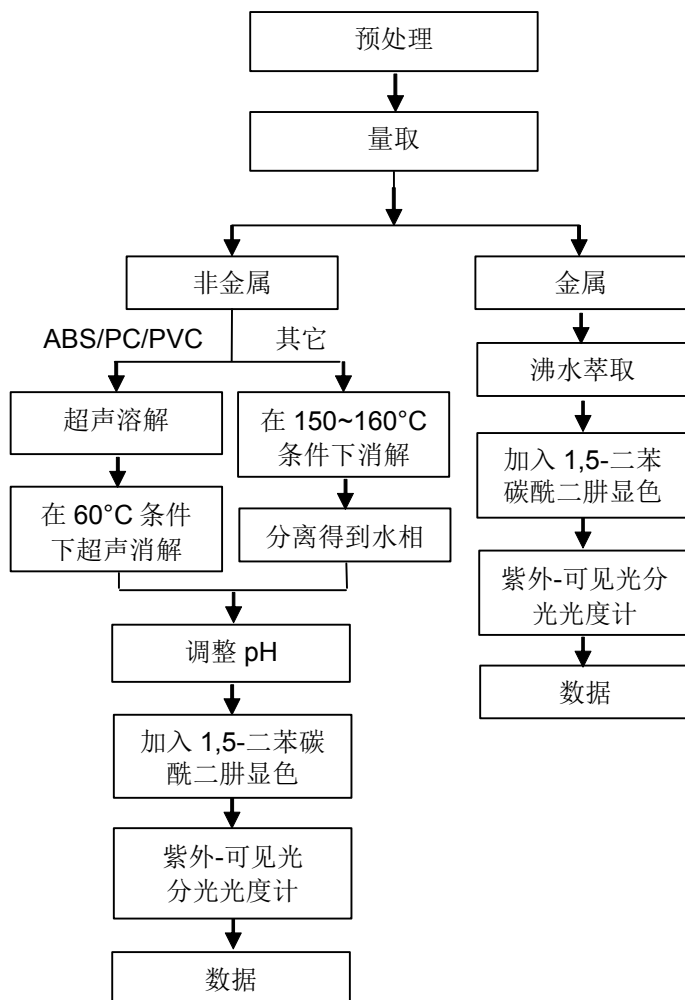 预处理
量取
非金属
金属
ABS/PC/PVC
其它
超声溶解
在 60°C 条件
下超声消解
在 150~160°C
条件下消解
分离得到水相
调整 pH
加入 1,5-二苯碳
酰二肼显色
紫外-可见光
分光光度计
数据
沸水萃取
加入 1,5-二苯
碳酰二肼显色
紫外-可见光分
光光度计
数据